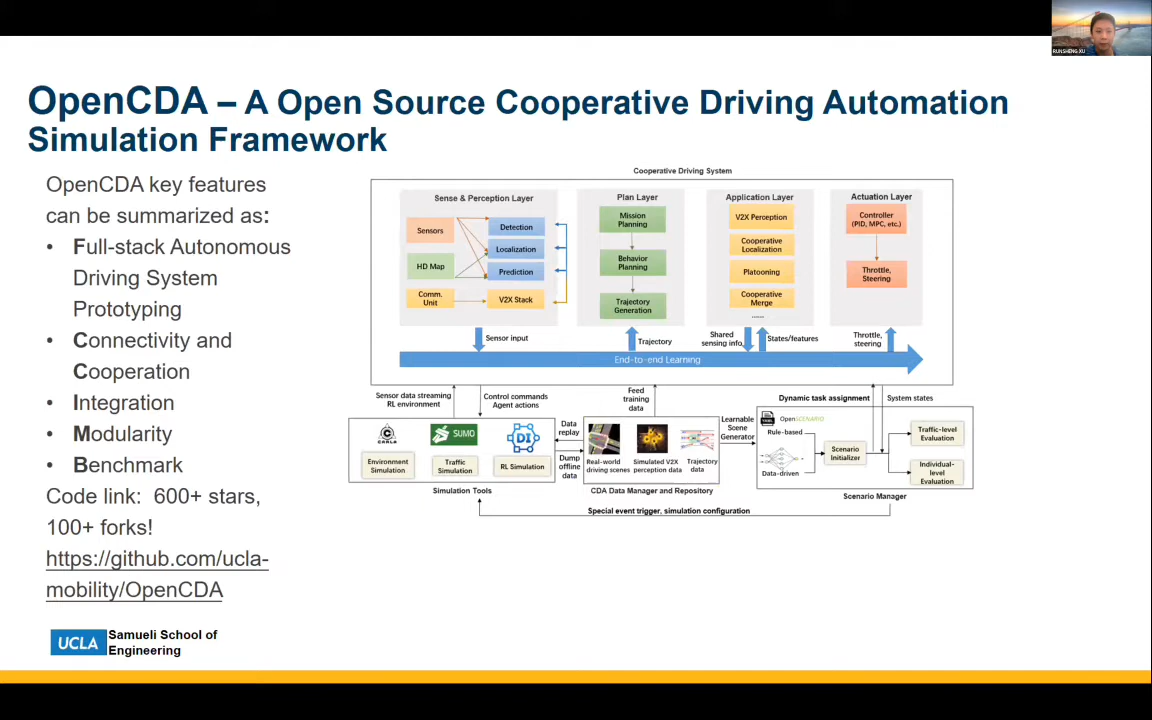 RUNSHENG XU
OpenCDA – A Open Source Cooperative Driving Automation
Simulation Framework
OpenCDA key features
can be summarized as:
• Full-stack Autonomous
Driving System
Prototyping
• Connectivity and
Cooperation
• Integration
• Modularity
• Benchmark
Code link:  600+ stars,
100+ forks!
https://github.com/ucla-
mobility/OpenCDA
UCLA
Samueli School of
Engineering
Cooperative Driving System
Sense & Perception Layer
Sensors
HD Map
Comm.
Unit
Detection
Localization
Prediction
V2X Stack
Plan Layer
Mission
Planning
Behavior
Planning
Trajectory
Generation
Application Layer
V2X Perception
Cooperative
Localization
Platooning
Cooperative
Merge
......
Actuation Layer
Controller
(PID, MPC, etc.)
Throttle,
Steering
Sensor input
Trajectory
Shared
sensing info
States/features
Throttle,
steering
End-to-end Learning
Sensor data streaming
RL environment
Control commands
Agent actions
Feed
training
data
Dynamic task assignment
System states
CARLA
SUMO
DI
Environment
Simulation
Traffic
Simulation
RL Simulation
Simulation Tools
Data
replay
Dump
offline
data
Real-world
driving scenes
Simulated V2X
perception data
Trajectory
data
CDA Data Manager and Repository
Learnable
Scene
Generator
OpenSCENARIO
Rule-based
Data-driven
Scenario
Initializer
Traffic-level
Evaluation
Individual-
level
Evaluation
Scenario Manager
Special event trigger, simulation configuration